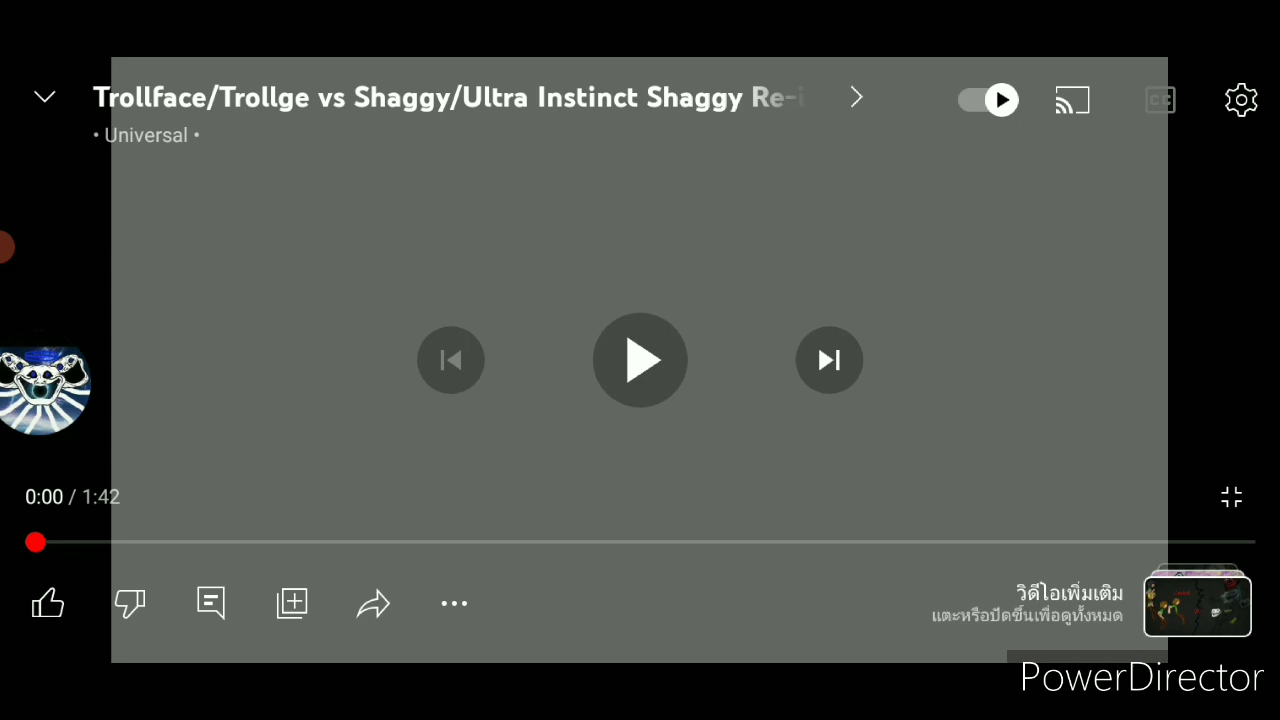 Trollface/Trollge vs Shaggy/Ultra Instinct Shaggy Re-i
• Universal •
CC
0:00 / 1:42
วิดีโอเพิ่มเติม
แตะหรือปัดขึ้นเพื่อดูทั้งหมด
PowerDirector